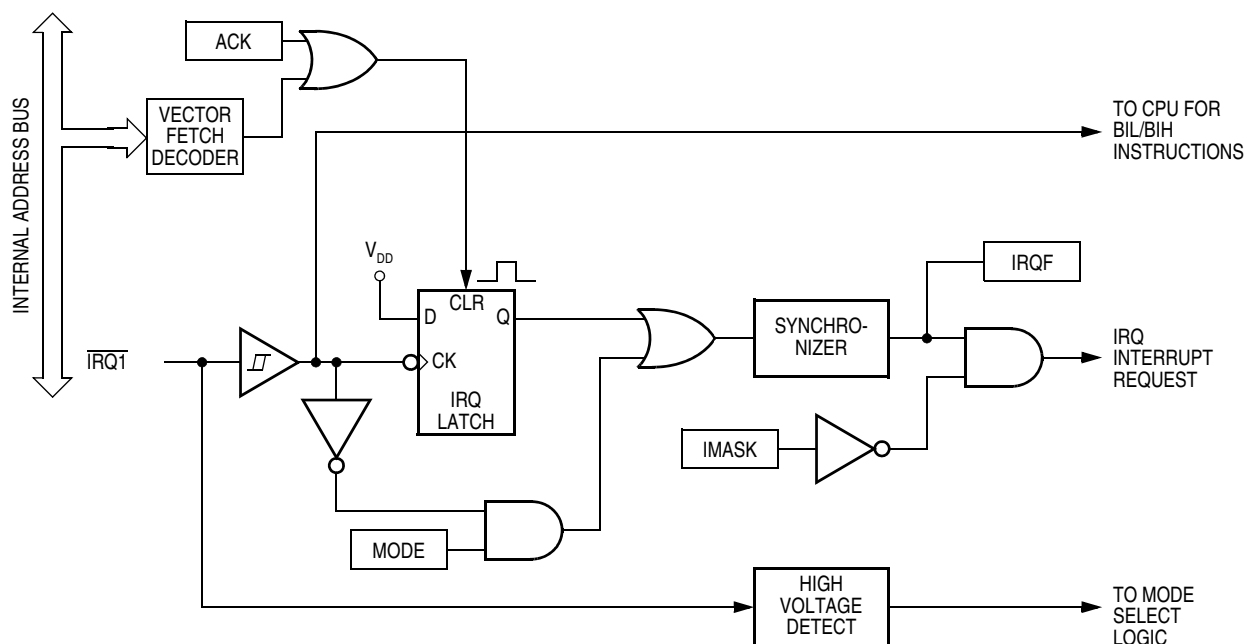 INTERNAL ADDRESS BUS
ACK
VECTOR
FETCH
DECODER
TO CPU FOR
BIL/BIH
INSTRUCTIONS
VDD
CLR
D
Q
CK
IRQ
LATCH
IRQ1
SYNCHRO-
NIZER
IRQF
IRQ
INTERRUPT
REQUEST
IMASK
MODE
HIGH
VOLTAGE
DETECT
TO MODE
SELECT
LOGIC